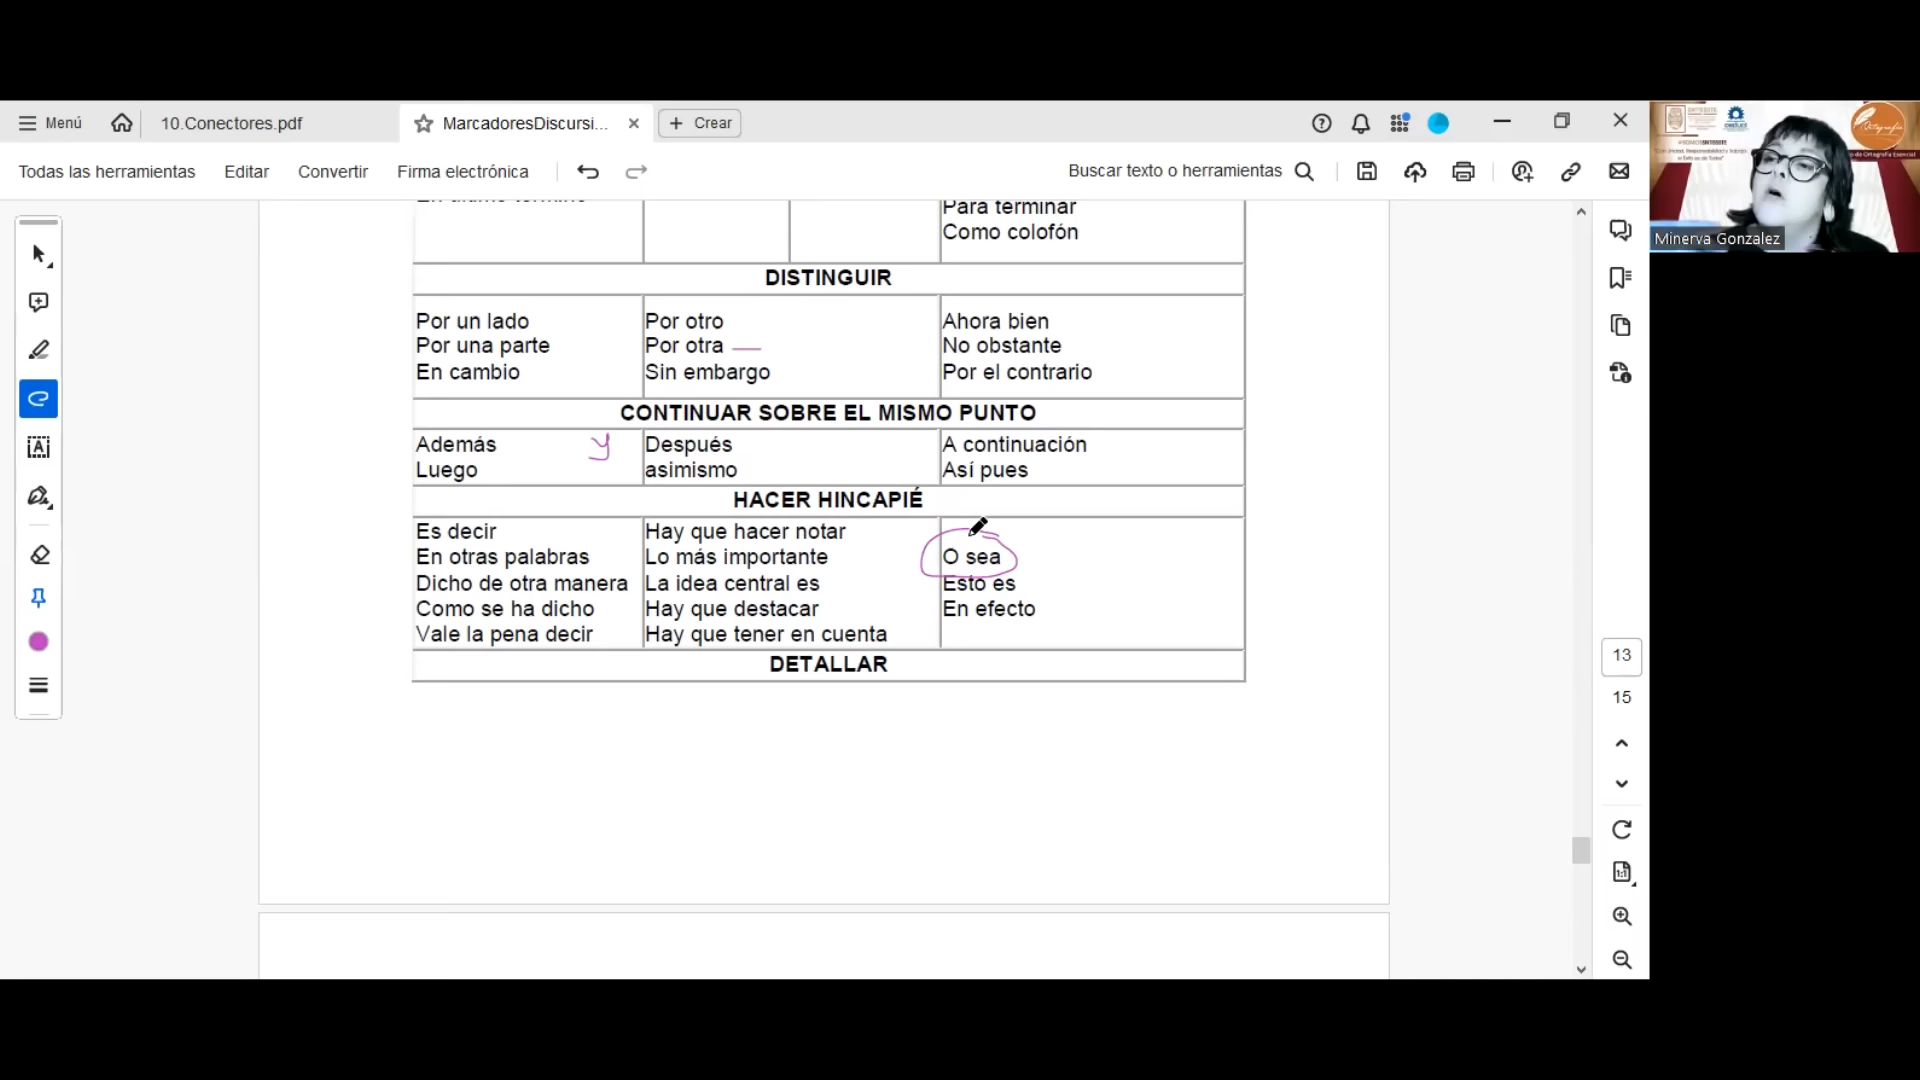 Menú
10.Conectores.pdf
MarcadoresDiscursi...
Crear
Todas las herramientas
Editar
Convertir
Firma electrónica
Buscar texto o herramientas
#SOMOSSNTISSSTE
Minerva Gonzalez
Para terminar
Como colofón
DISTINGUIR
Por un lado Por otro Ahora bien
Por una parte Por otra No obstante
En cambio Sin embargo Por el contrario
CONTINUAR SOBRE EL MISMO PUNTO
Además y Después A continuación
Luego asimismo Así pues
HACER HINCAPIÉ
Es decir Hay que hacer notar
En otras palabras Lo más importante O sea
Dicho de otra manera La idea central es Esto es
Como se ha dicho Hay que destacar En efecto
Vale la pena decir Hay que tener en cuenta
DETALLAR
13
15